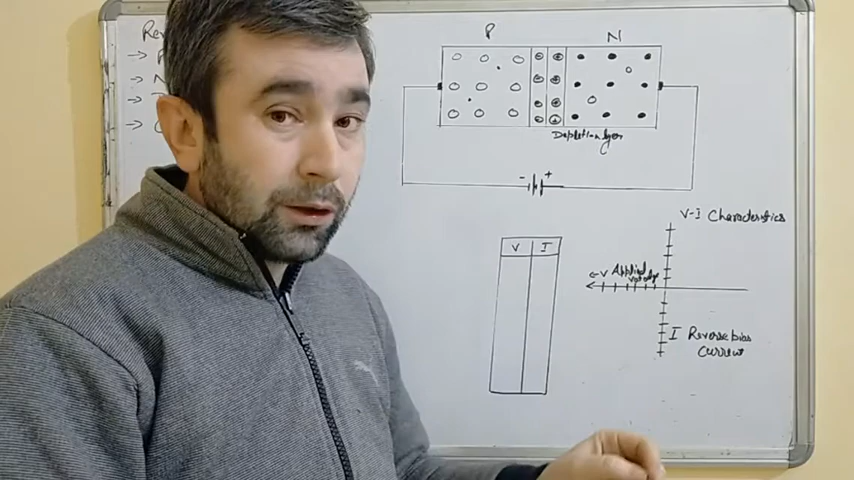 P N
Depletion layer
- +
V I
V-I Characteristics
←V Applied
voltage
I Reverse bias
Current